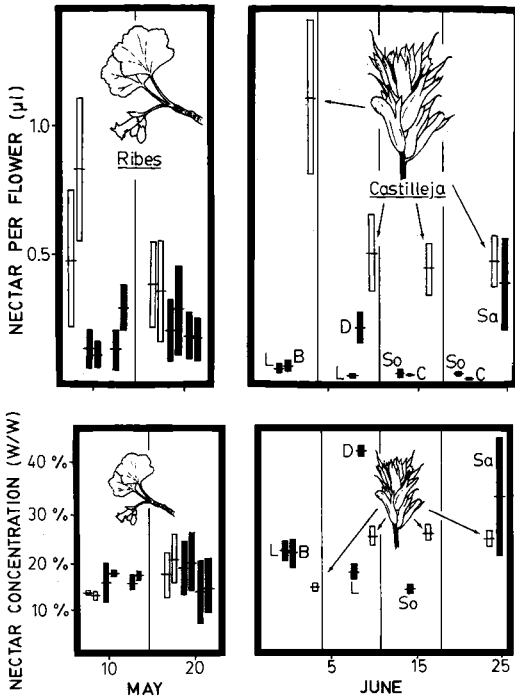 NECTAR PER FLOWER (µl)
1.0
0.5
Ribes
Castilleja
L B
L
D
So
C
So
C
Sa
NECTAR CONCENTRATION (W/W)
40 %
30 %
20 %
10 %
L B
D
L
So
Sa
10 20
MAY
5 15 25
JUNE